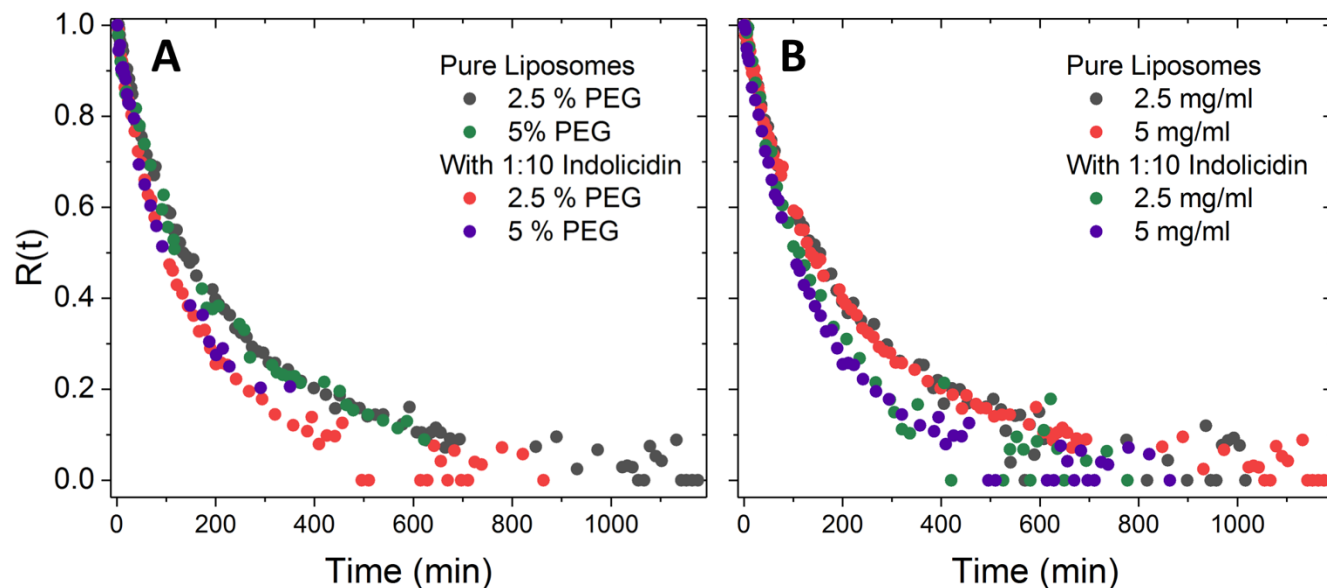 A
Pure Liposomes
2.5 % PEG
5% PEG
With 1:10 Indolicidin
2.5 % PEG
5 % PEG
1.0
0.8
0.6
0.4
0.2
0.0
R(t)
0 200 400 600 800 1000
Time (min)
B
Pure Liposomes
2.5 mg/ml
5 mg/ml
With 1:10 Indolicidin
2.5 mg/ml
5 mg/ml
0 200 400 600 800 1000
Time (min)